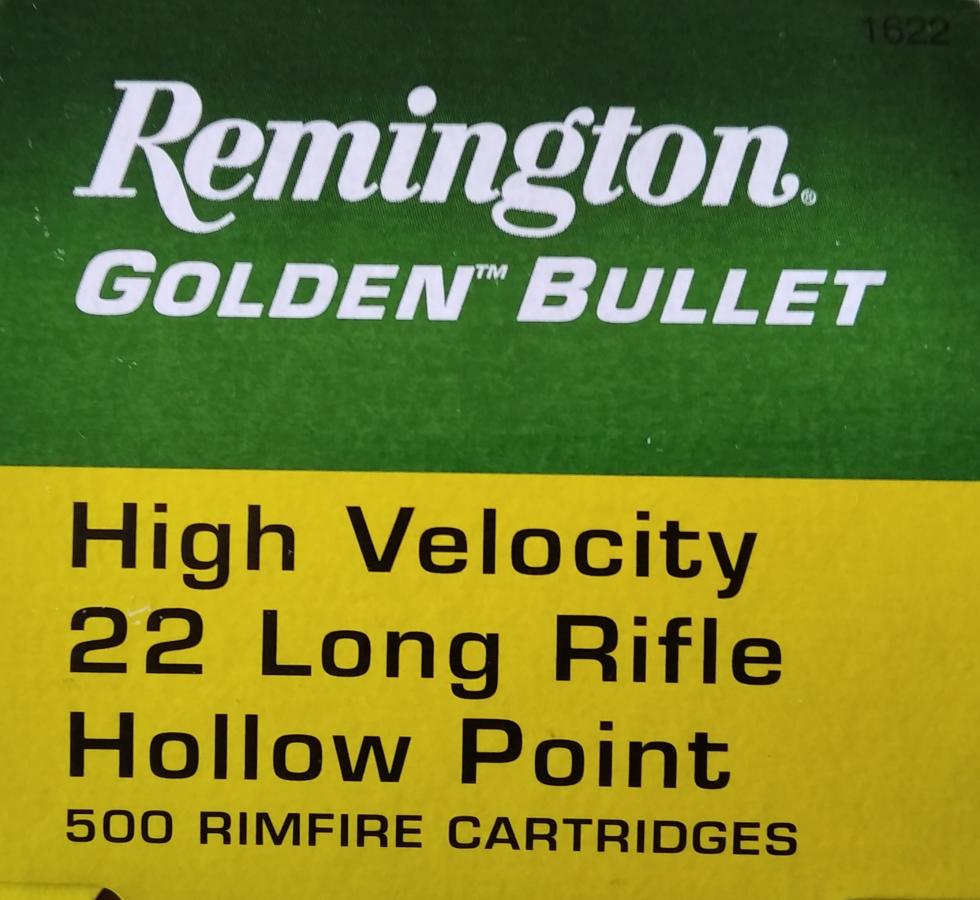 1622
Remington®
GOLDEN™ BULLET
High Velocity
22 Long Rifle
Hollow Point
500 RIMFIRE CARTRIDGES